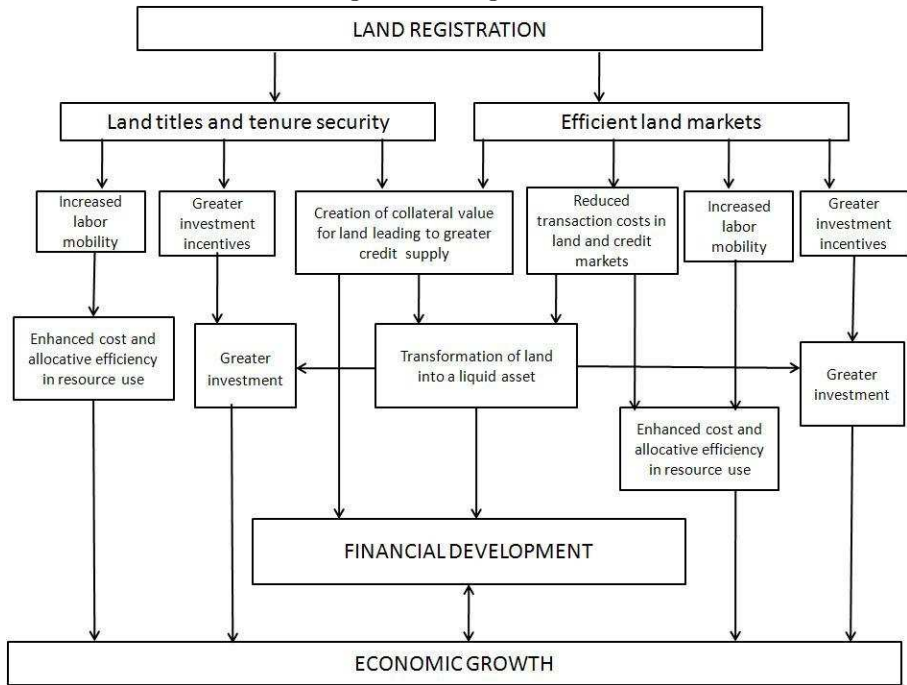 LAND REGISTRATION
Land titles and tenure security
Efficient land markets
Increased
labor
mobility
Greater
investment
incentives
Creation of collateral value
for land leading to greater
credit supply
Reduced
transaction costs in
land and credit
markets
Increased
labor
mobility
Greater
investment
incentives
Enhanced cost and
allocative efficiency
in resource use
Greater
investment
Transformation of land
into a liquid asset
Greater
investment
Enhanced cost and
allocative efficiency
in resource use
FINANCIAL DEVELOPMENT
ECONOMIC GROWTH